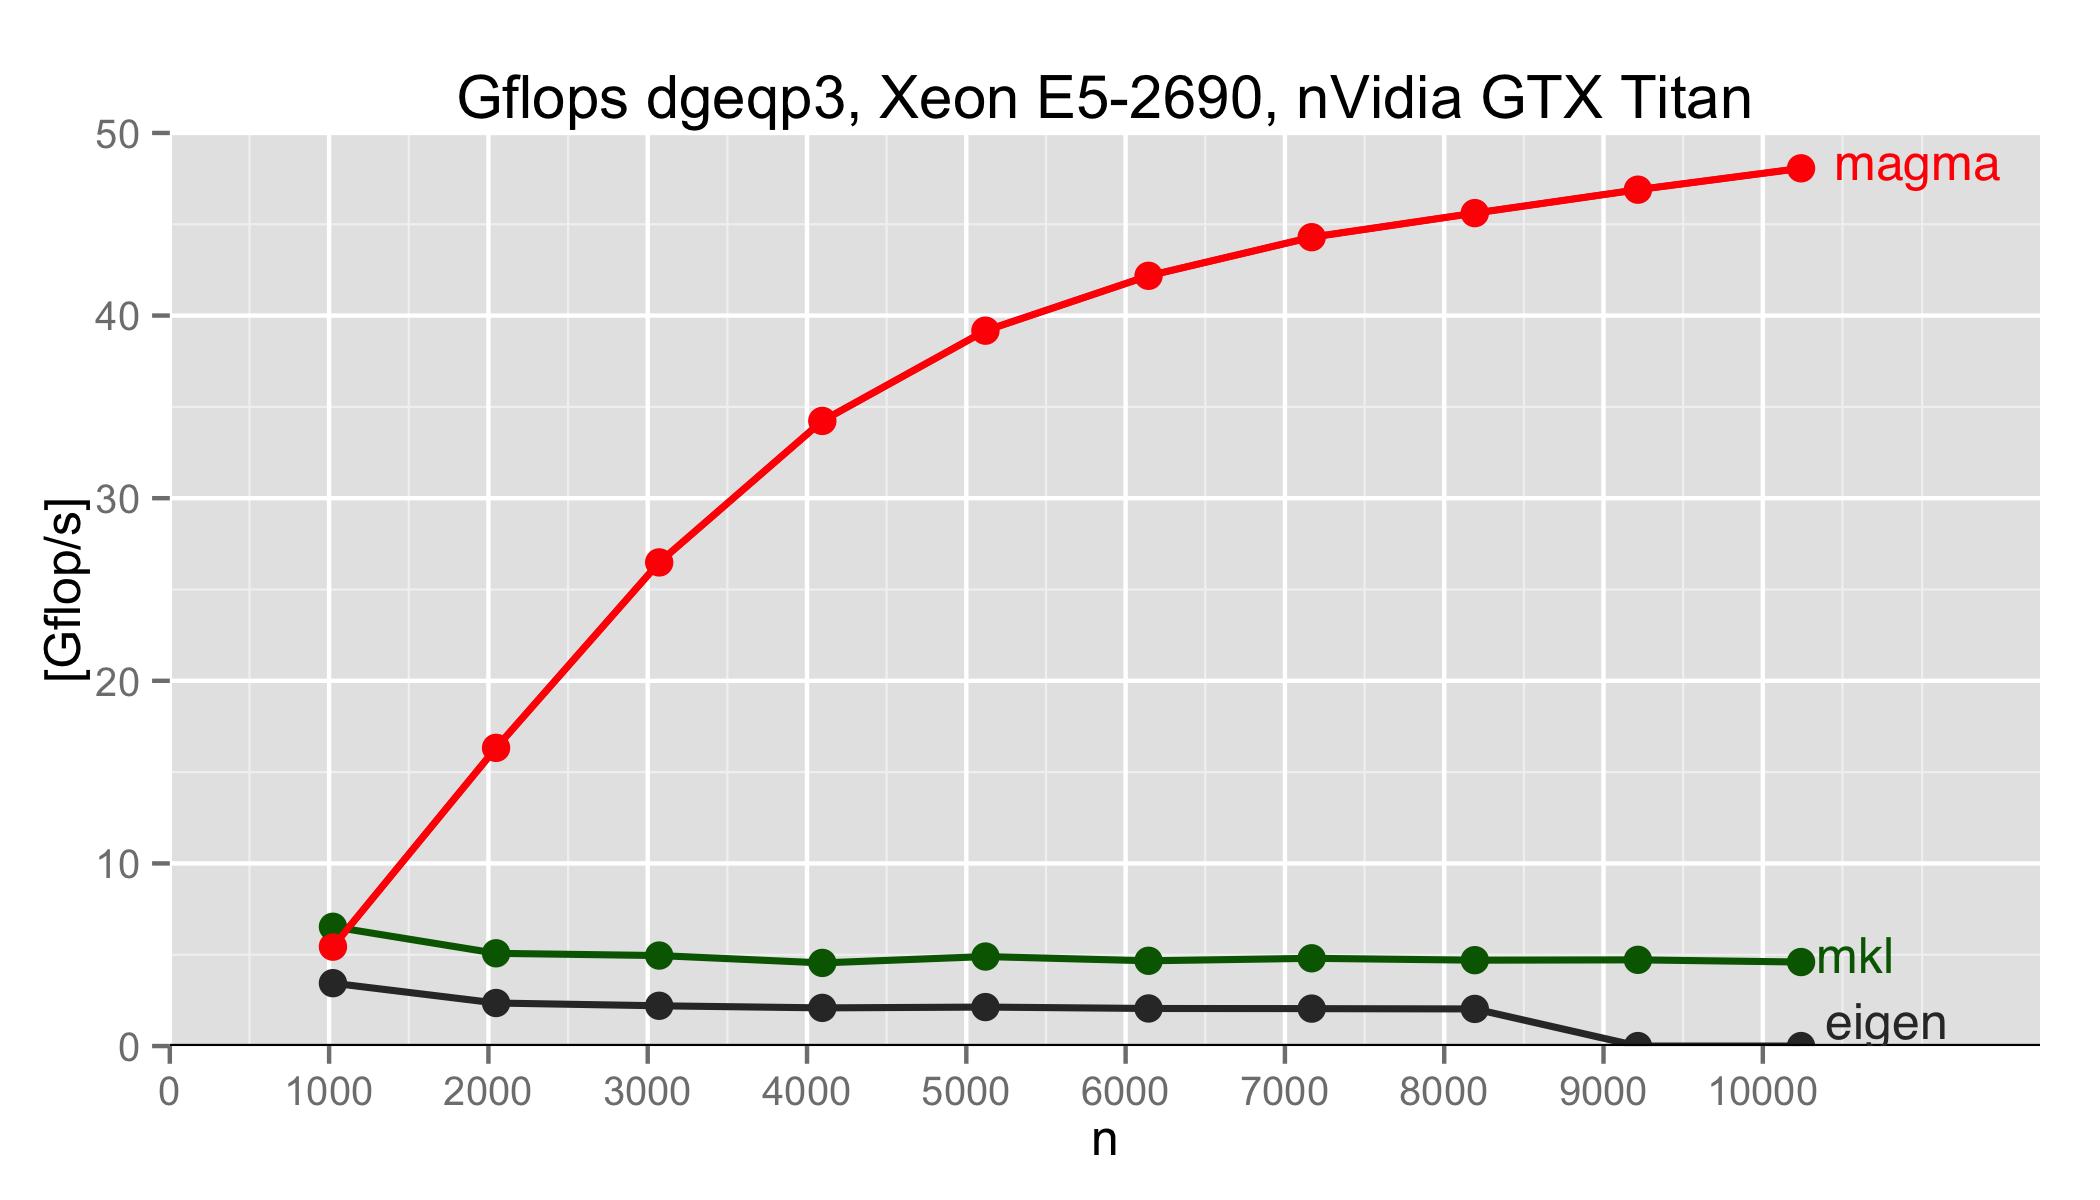 Gflops dgeqp3, Xeon E5-2690, nVidia GTX Titan
50
40
30
20
10
0
[Gflop/s]
magma
mkl
eigen
0 1000 2000 3000 4000 5000 6000 7000 8000 9000 10000
n